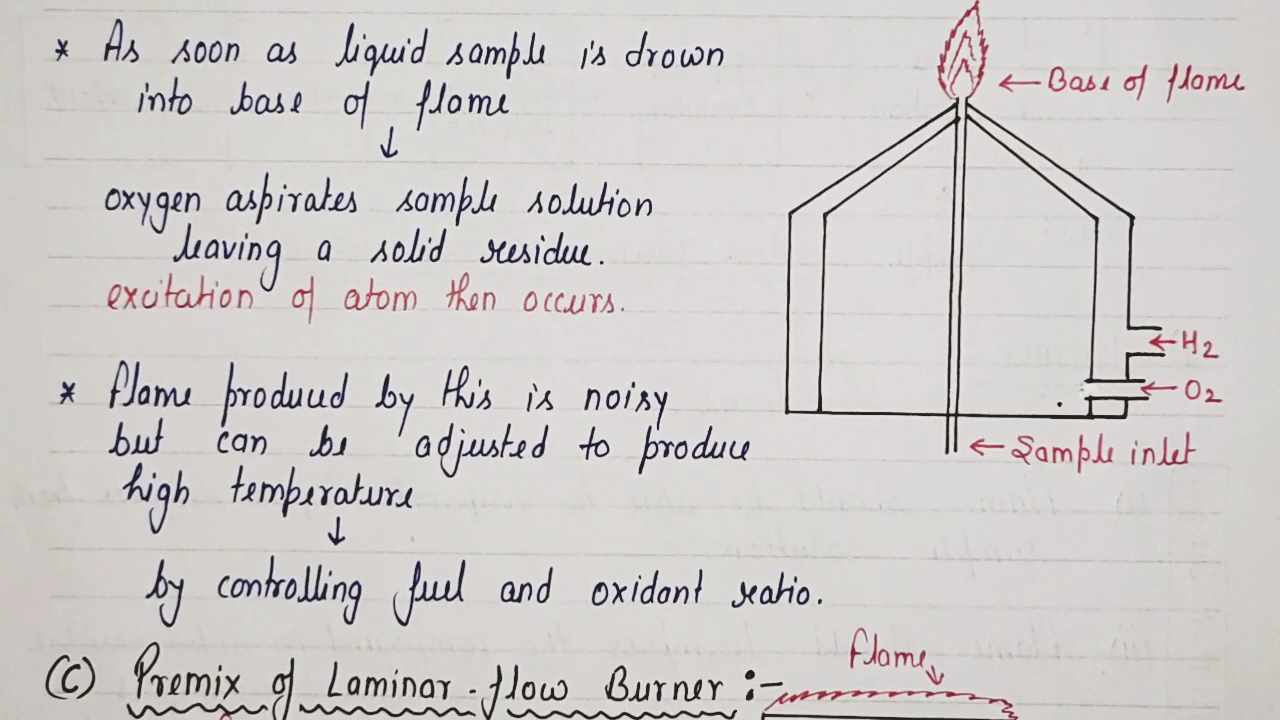 * As soon as liquid sample is drown
into base of flame
↓
oxygen aspirates sample solution
leaving a solid residue.
excitation of atom then occurs.
* flame produced by this is noisy
but can be adjusted to produce
high temperature
↓
by controlling fuel and oxidant ratio.
← Base of flame
← H2
← O2
← Sample inlet
(C) Premix of Laminar-flow Burner :-
flame